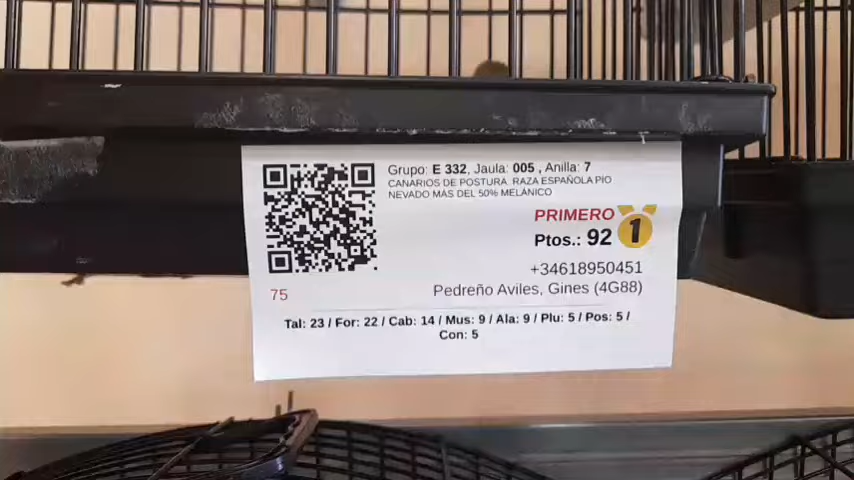 Grupo: E 332, Jaula: 005 , Anilla: 7
CANARIOS DE POSTURA RAZA ESPAÑOLA PIO
NEVADO MÁS DEL 50% MELÁNICO
PRIMERO
Ptos.: 92 1
+34618950451
75
Pedreño Aviles, Gines (4G88)
Tal: 23 / For: 22 / Cab: 14 / Mus: 9 / Ala: 9 / Plu: 5 / Pos: 5 /
Con: 5